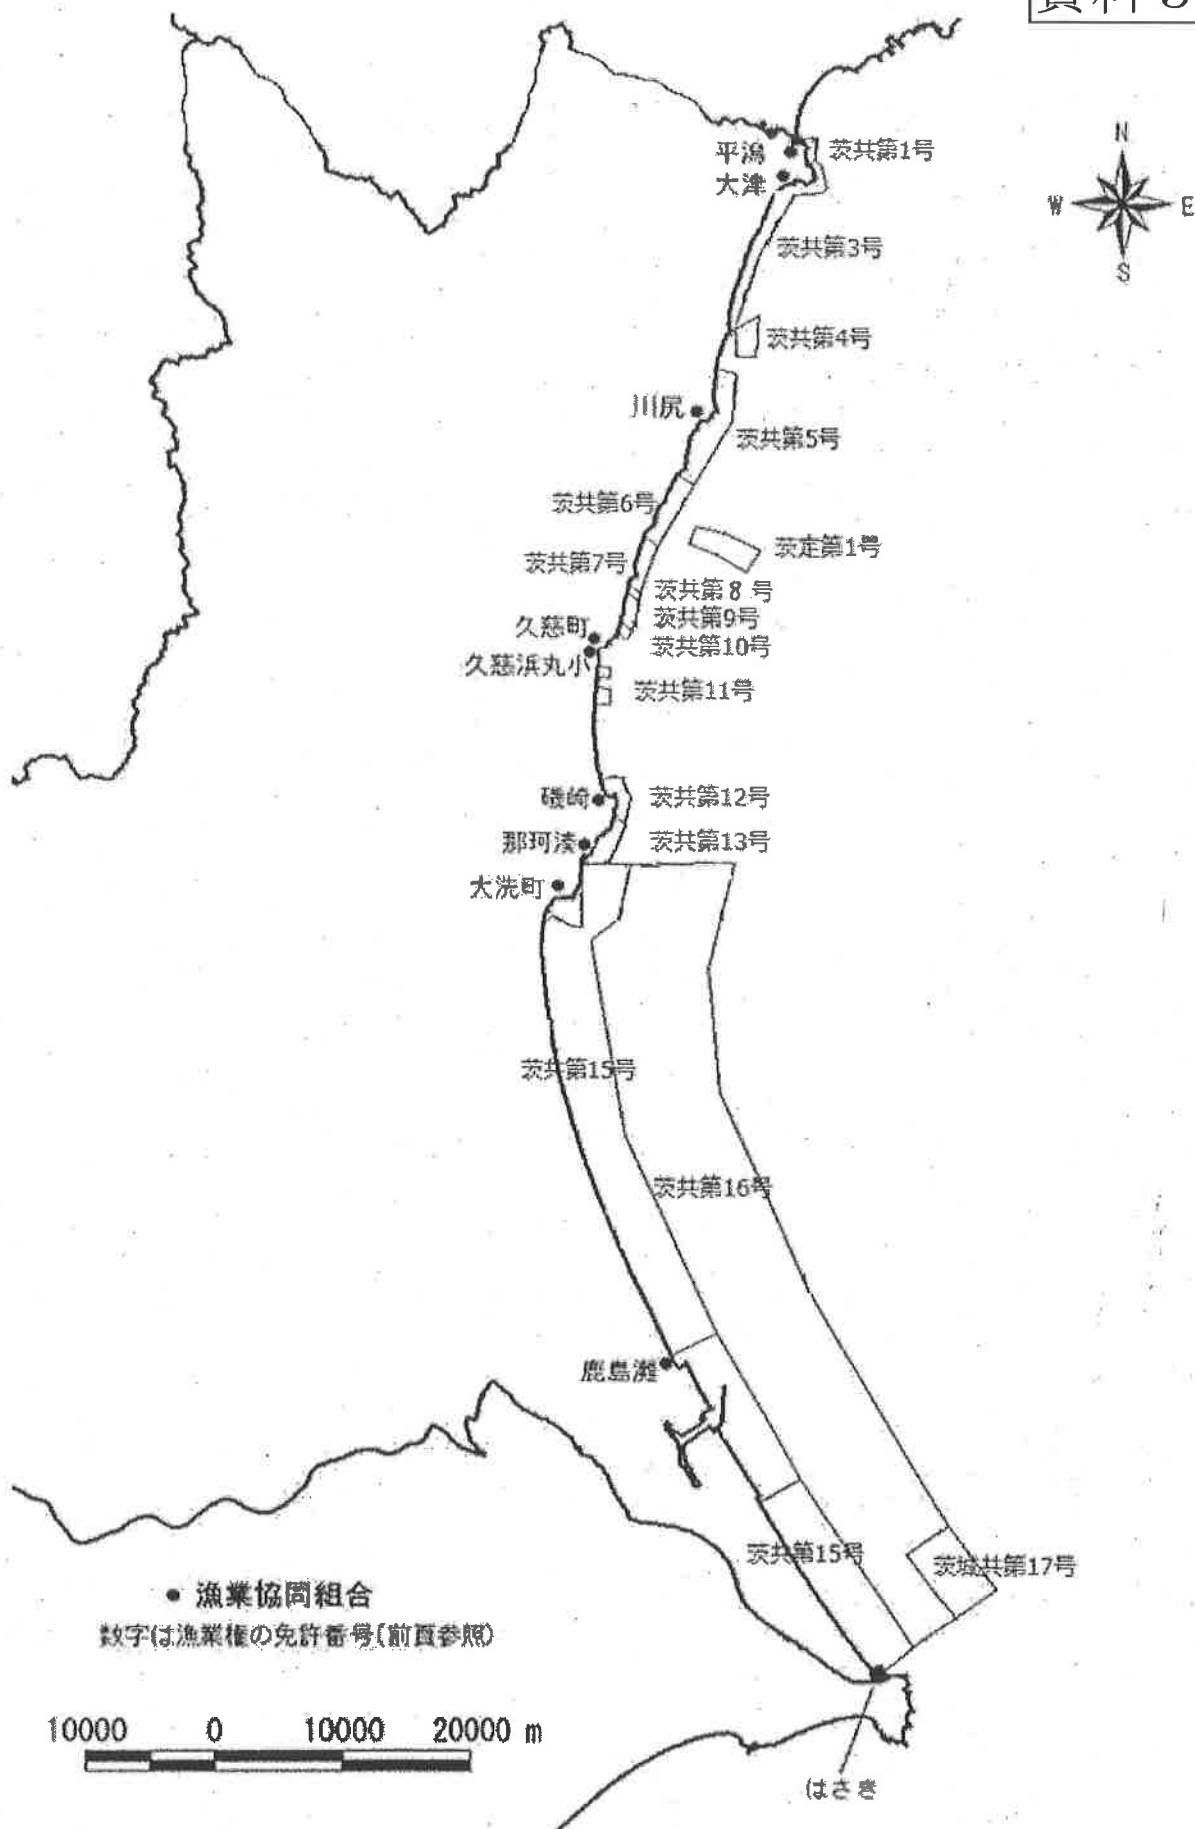 資料
N
W
E
S
平潟
茨共第1号
大津
茨共第3号
茨共第4号
川尻
茨共第5号
茨共第6号
茨定第1号
茨共第7号
茨共第8号
茨共第9号
久慈町
茨共第10号
久慈浜丸小
茨共第11号
磯崎
茨共第12号
那珂湊
茨共第13号
大洗町
茨共第15号
茨共第16号
鹿島灘
茨共第15号
茨城共第17号
● 漁業協同組合
数字は漁業権の免許番号(前頁参照)
10000 0 10000 20000 m
はさき